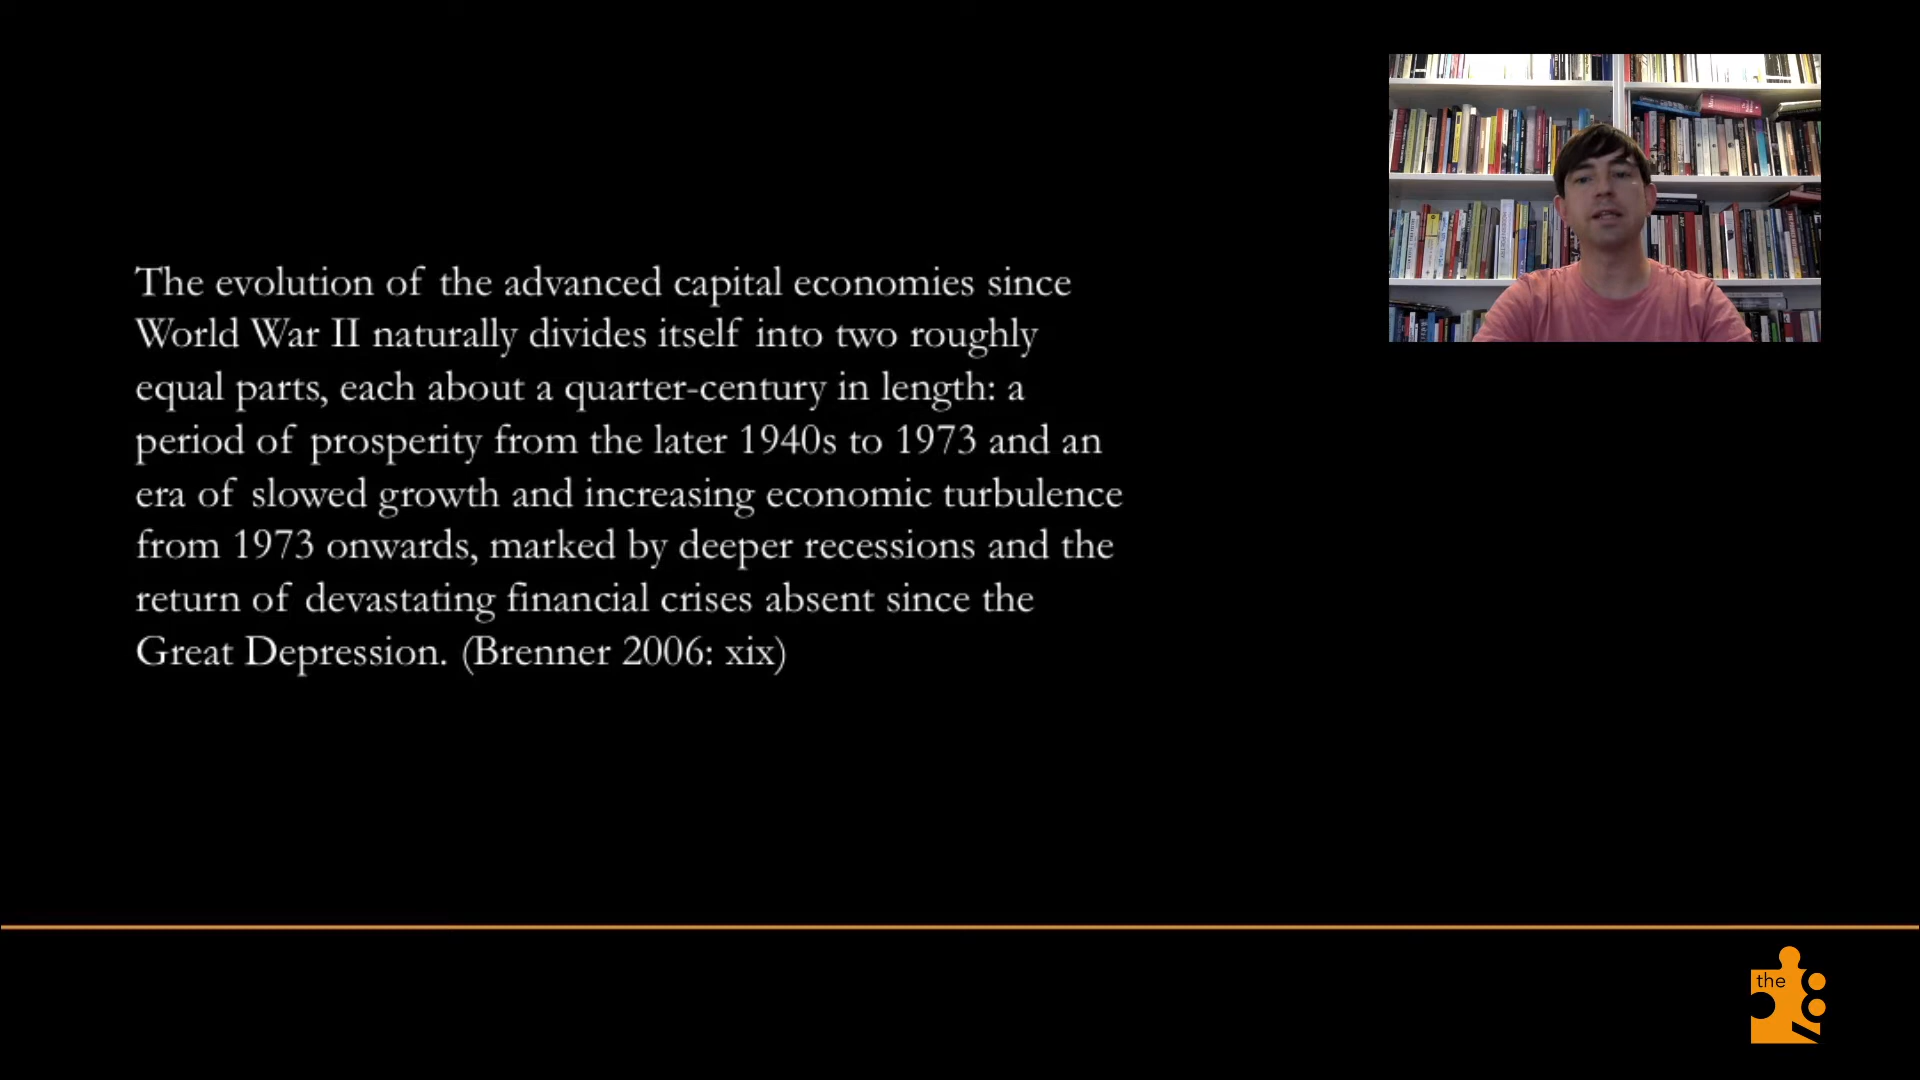 The evolution of the advanced capital economies since
World War II naturally divides itself into two roughly
equal parts, each about a quarter-century in length: a
period of prosperity from the later 1940s to 1973 and an
era of slowed growth and increasing economic turbulence
from 1973 onwards, marked by deeper recessions and the
return of devastating financial crises absent since the
Great Depression. (Brenner 2006: xix)
the